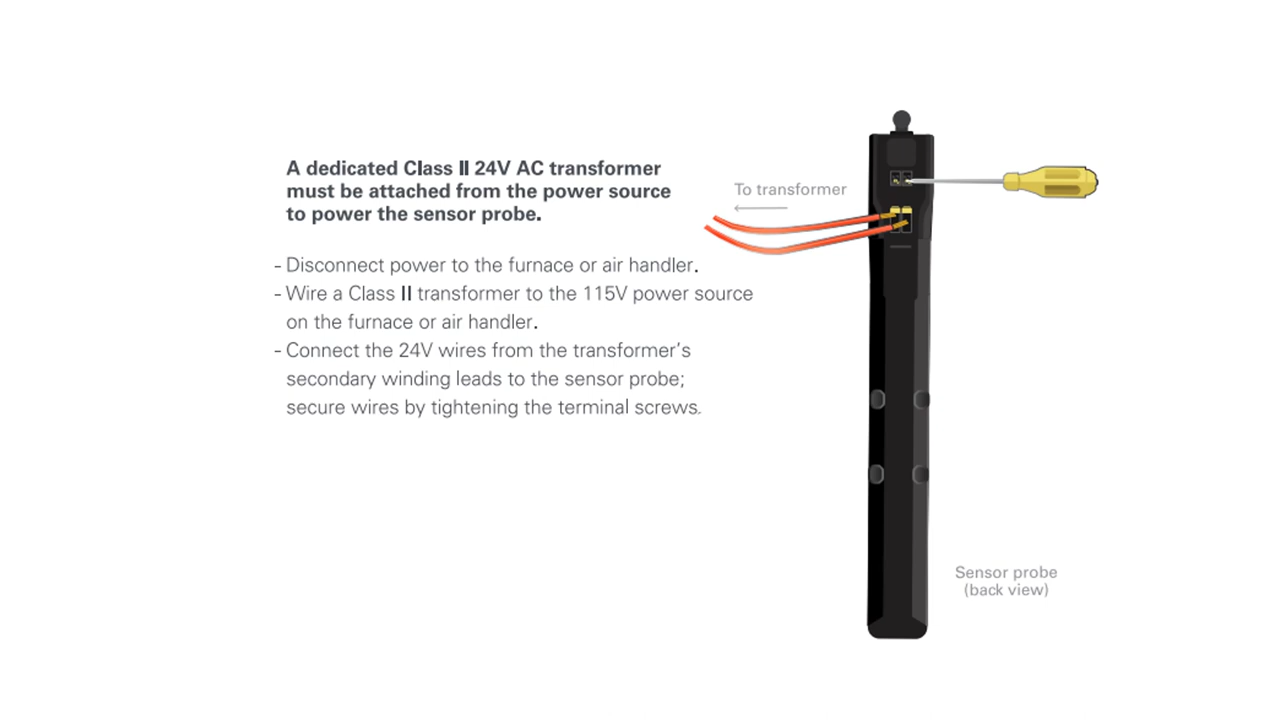 A dedicated Class II 24V AC transformer
must be attached from the power source
to power the sensor probe.
- Disconnect power to the furnace or air handler.
- Wire a Class II transformer to the 115V power source
on the furnace or air handler.
- Connect the 24V wires from the transformer’s
secondary winding leads to the sensor probe;
secure wires by tightening the terminal screws.
To transformer
Sensor probe
(back view)